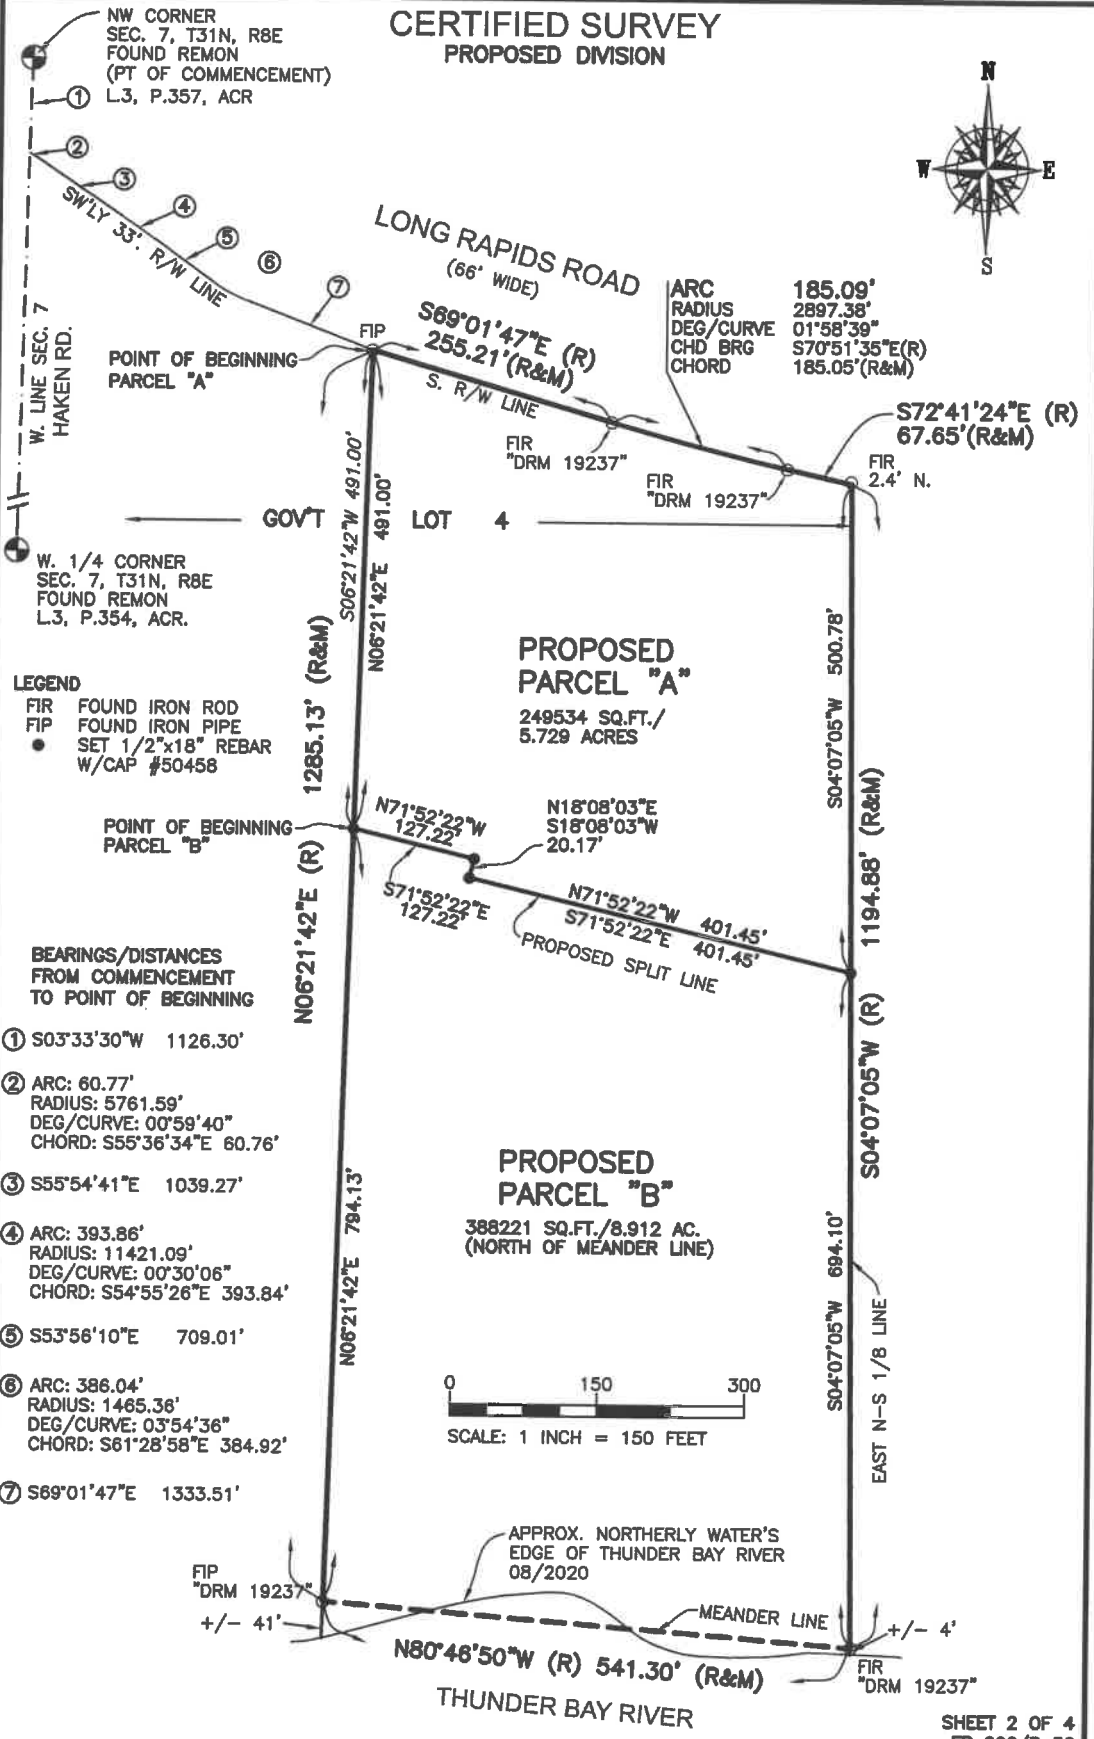 CERTIFIED SURVEY
PROPOSED DIVISION
NW CORNER
SEC. 7, T31N, R8E
FOUND REMON
(PT OF COMMENCEMENT)
L.3, P.357, ACR
1
2
3
4
5
6
7
N
W
E
S
SW'LY 33'. R/W LINE
LONG RAPIDS ROAD
(66' WIDE)
W. LINE SEC. 7
HAKEN RD.
FIP
POINT OF BEGINNING
PARCEL "A"
S69°01'47"E (R)
255.21'(R&M)
S. R/W LINE
ARC 185.09'
RADIUS 2897.38'
DEG/CURVE 01°58'39"
CHD BRG S70°51'35"E(R)
CHORD 185.05'(R&M)
S72°41'24"E (R)
67.65'(R&M)
FIR
"DRM 19237"
FIR
"DRM 19237"
FIR
2.4' N.
GOV'T LOT 4
W. 1/4 CORNER
SEC. 7, T31N, R8E
FOUND REMON
L.3, P.354, ACR.
S06°21'42"W 491.00'
N06°21'42"E 491.00'
N06°21'42"E (R) 1285.13' (R&M)
PROPOSED
PARCEL "A"
249534 SQ.FT./
5.729 ACRES
S04°07'05"W 500.78'
S04°07'05"W (R) 1194.88' (R&M)
LEGEND
FIR FOUND IRON ROD
FIP FOUND IRON PIPE
● SET 1/2"x18" REBAR
W/CAP #50458
POINT OF BEGINNING
PARCEL "B"
N71°52'22"W
127.22'
S71°52'22"E
127.22'
N18°08'03"E
S18°08'03"W
20.17'
N71°52'22"W 401.45'
S71°52'22"E 401.45'
PROPOSED SPLIT LINE
BEARINGS/DISTANCES
FROM COMMENCEMENT
TO POINT OF BEGINNING
1 S03°33'30"W 1126.30'
2 ARC: 60.77'
RADIUS: 5761.59'
DEG/CURVE: 00°59'40"
CHORD: S55°36'34"E 60.76'
3 S55°54'41"E 1039.27'
4 ARC: 393.86'
RADIUS: 11421.09'
DEG/CURVE: 00°30'06"
CHORD: S54°55'26"E 393.84'
5 S53°56'10"E 709.01'
6 ARC: 386.04'
RADIUS: 1465.36'
DEG/CURVE: 03°54'36"
CHORD: S61°28'58"E 384.92'
7 S69°01'47"E 1333.51'
PROPOSED
PARCEL "B"
388221 SQ.FT./8.912 AC.
(NORTH OF MEANDER LINE)
N06°21'42"E 794.13'
S04°07'05"W 694.10'
EAST N-S 1/8 LINE
0 150 300
SCALE: 1 INCH = 150 FEET
APPROX. NORTHERLY WATER'S
EDGE OF THUNDER BAY RIVER
08/2020
FIP
"DRM 19237"
+/- 41'
MEANDER LINE
+/- 4'
N80°46'50"W (R) 541.30' (R&M)
FIR
"DRM 19237"
THUNDER BAY RIVER
SHEET 2 OF 4